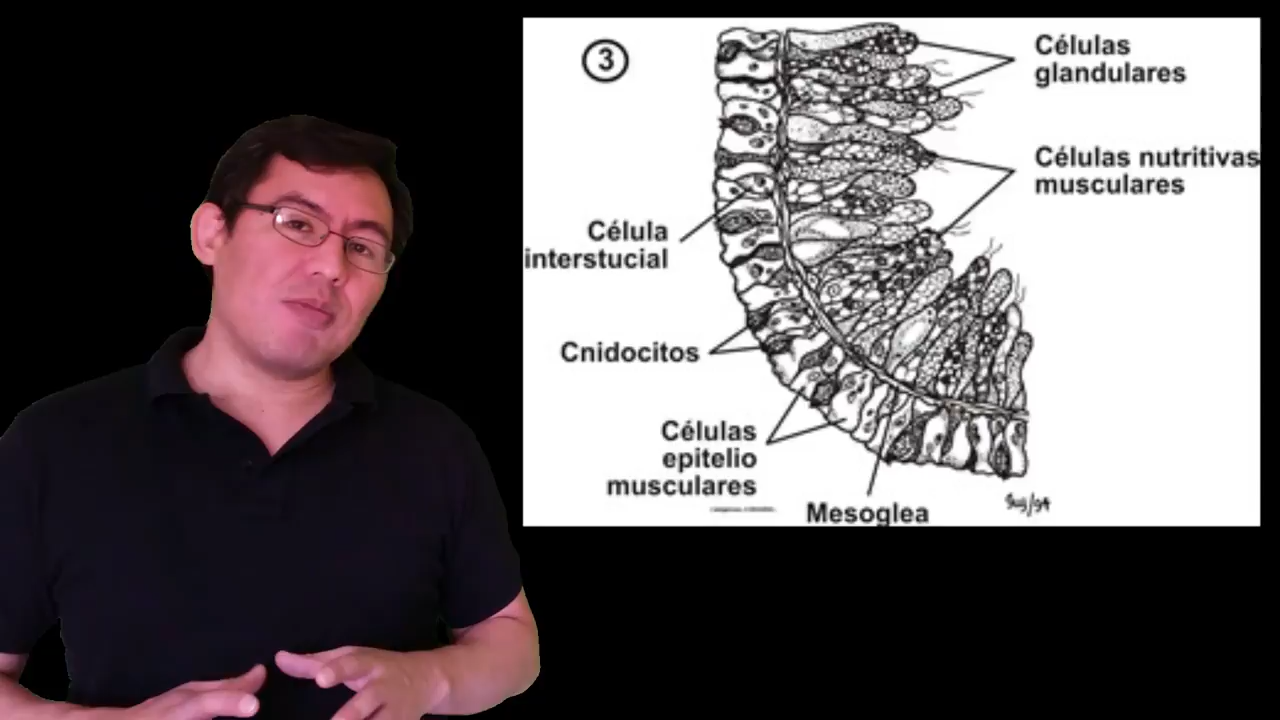 3
Células
glandulares
Células nutritivas
musculares
Célula
interstucial
Cnidocitos
Células
epitelio
musculares
Mesoglea